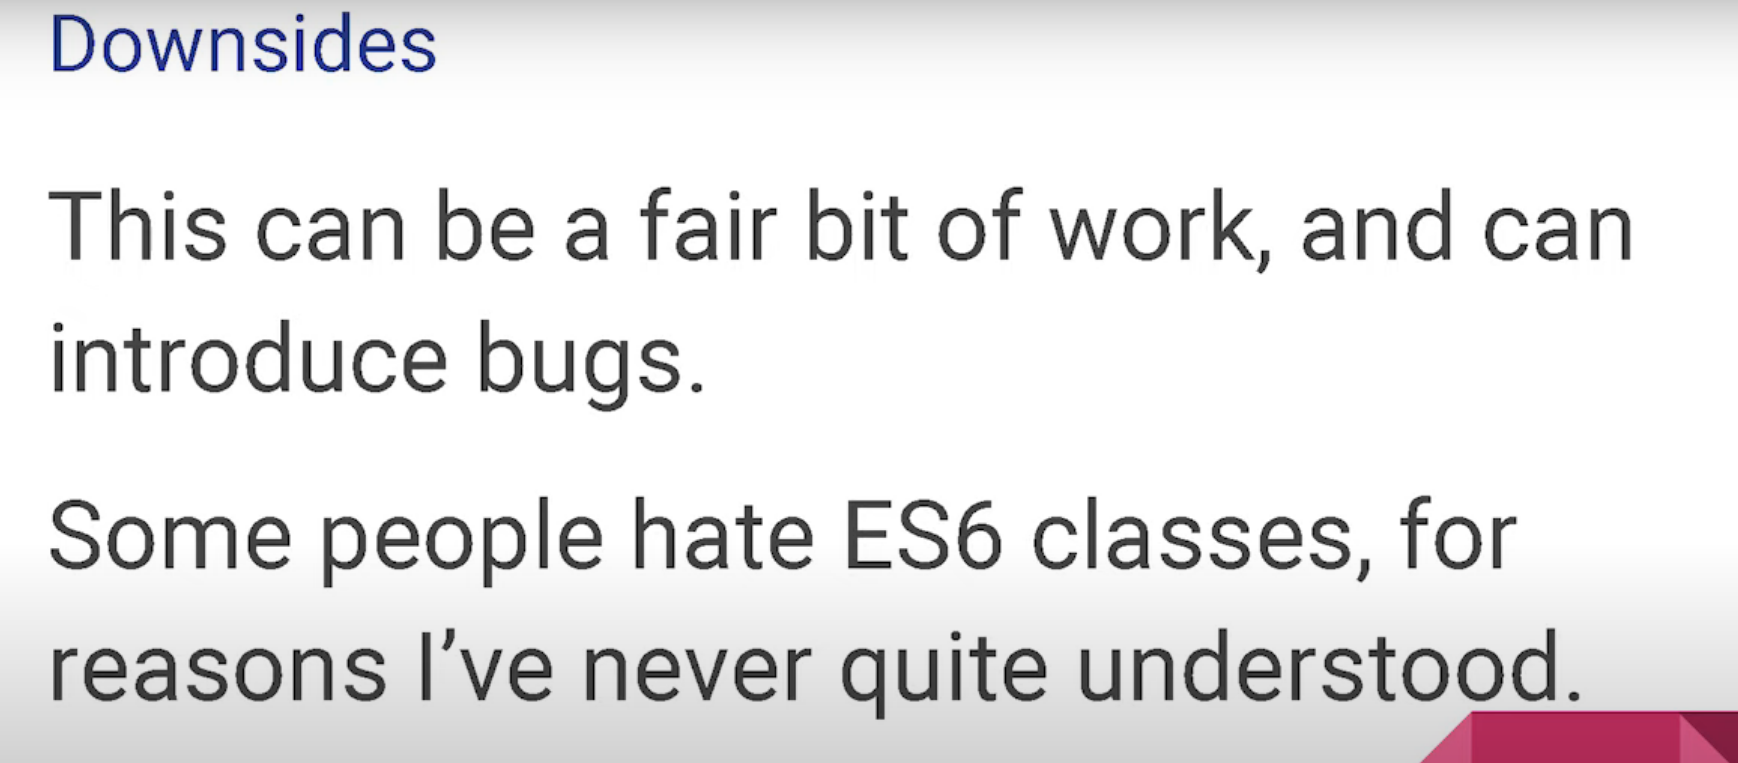 Downsides
This can be a fair bit of work, and can
introduce bugs.
Some people hate ES6 classes, for
reasons I’ve never quite understood.